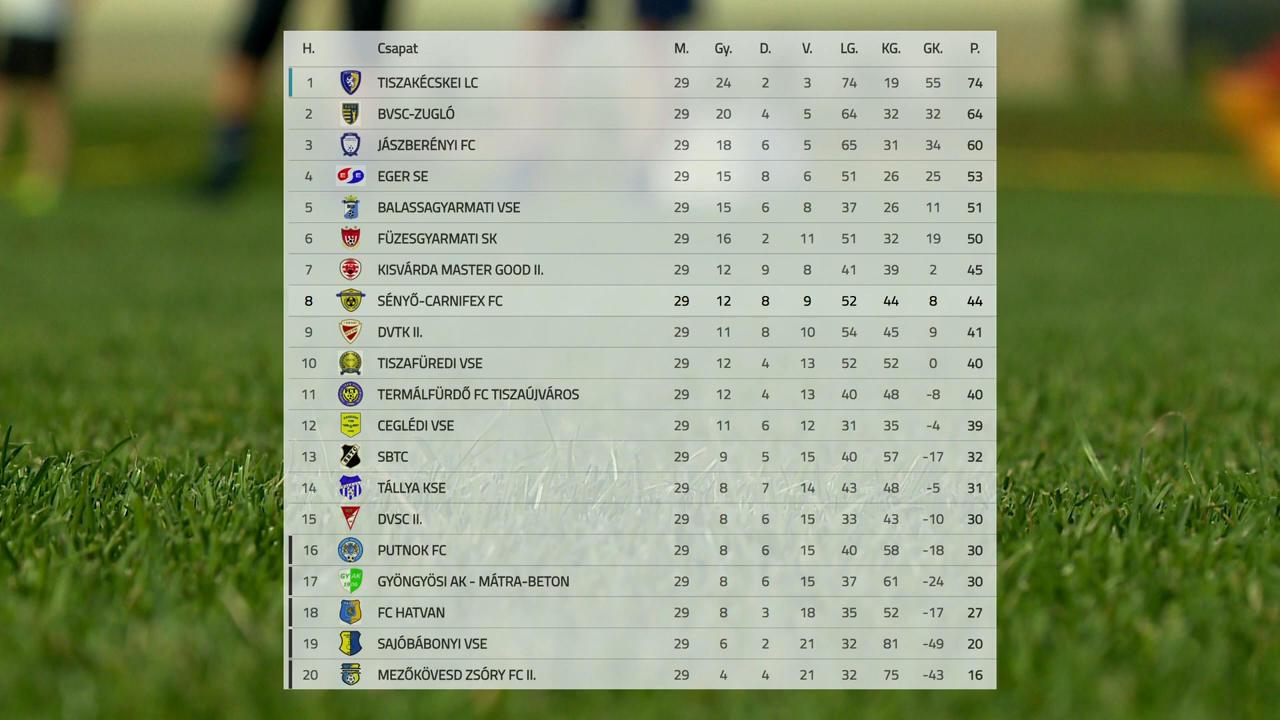 H. Csapat M. Gy. D. V. LG. KG. GK. P.
1 TISZAKÉCSKEI LC 29 24 2 3 74 19 55 74
2 BVSC-ZUGLÓ 29 20 4 5 64 32 32 64
3 JÁSZBERÉNYI FC 29 18 6 5 65 31 34 60
4 EGER SE 29 15 8 6 51 26 25 53
5 BALASSAGYARMATI VSE 29 15 6 8 37 26 11 51
6 FÜZESGYARMATI SK 29 16 2 11 51 32 19 50
7 KISVÁRDA MASTER GOOD II. 29 12 9 8 41 39 2 45
8 SÉNYŐ-CARNIFEX FC 29 12 8 9 52 44 8 44
9 DVTK II. 29 11 8 10 54 45 9 41
10 TISZAFÜREDI VSE 29 12 4 13 52 52 0 40
11 TERMÁLFÜRDŐ FC TISZAÚJVÁROS 29 12 4 13 40 48 -8 40
12 CEGLÉDI VSE 29 11 6 12 31 35 -4 39
13 SBTC 29 9 5 15 40 57 -17 32
14 TÁLLYA KSE 29 8 7 14 43 48 -5 31
15 DVSC II. 29 8 6 15 33 43 -10 30
16 PUTNOK FC 29 8 6 15 40 58 -18 30
17 GYÖNGYÖSI AK - MÁTRA-BETON 29 8 6 15 37 61 -24 30
18 FC HATVAN 29 8 3 18 35 52 -17 27
19 SAJÓBÁBONYI VSE 29 6 2 21 32 81 -49 20
20 MEZŐKÖVESD ZSÓRY FC II. 29 4 4 21 32 75 -43 16